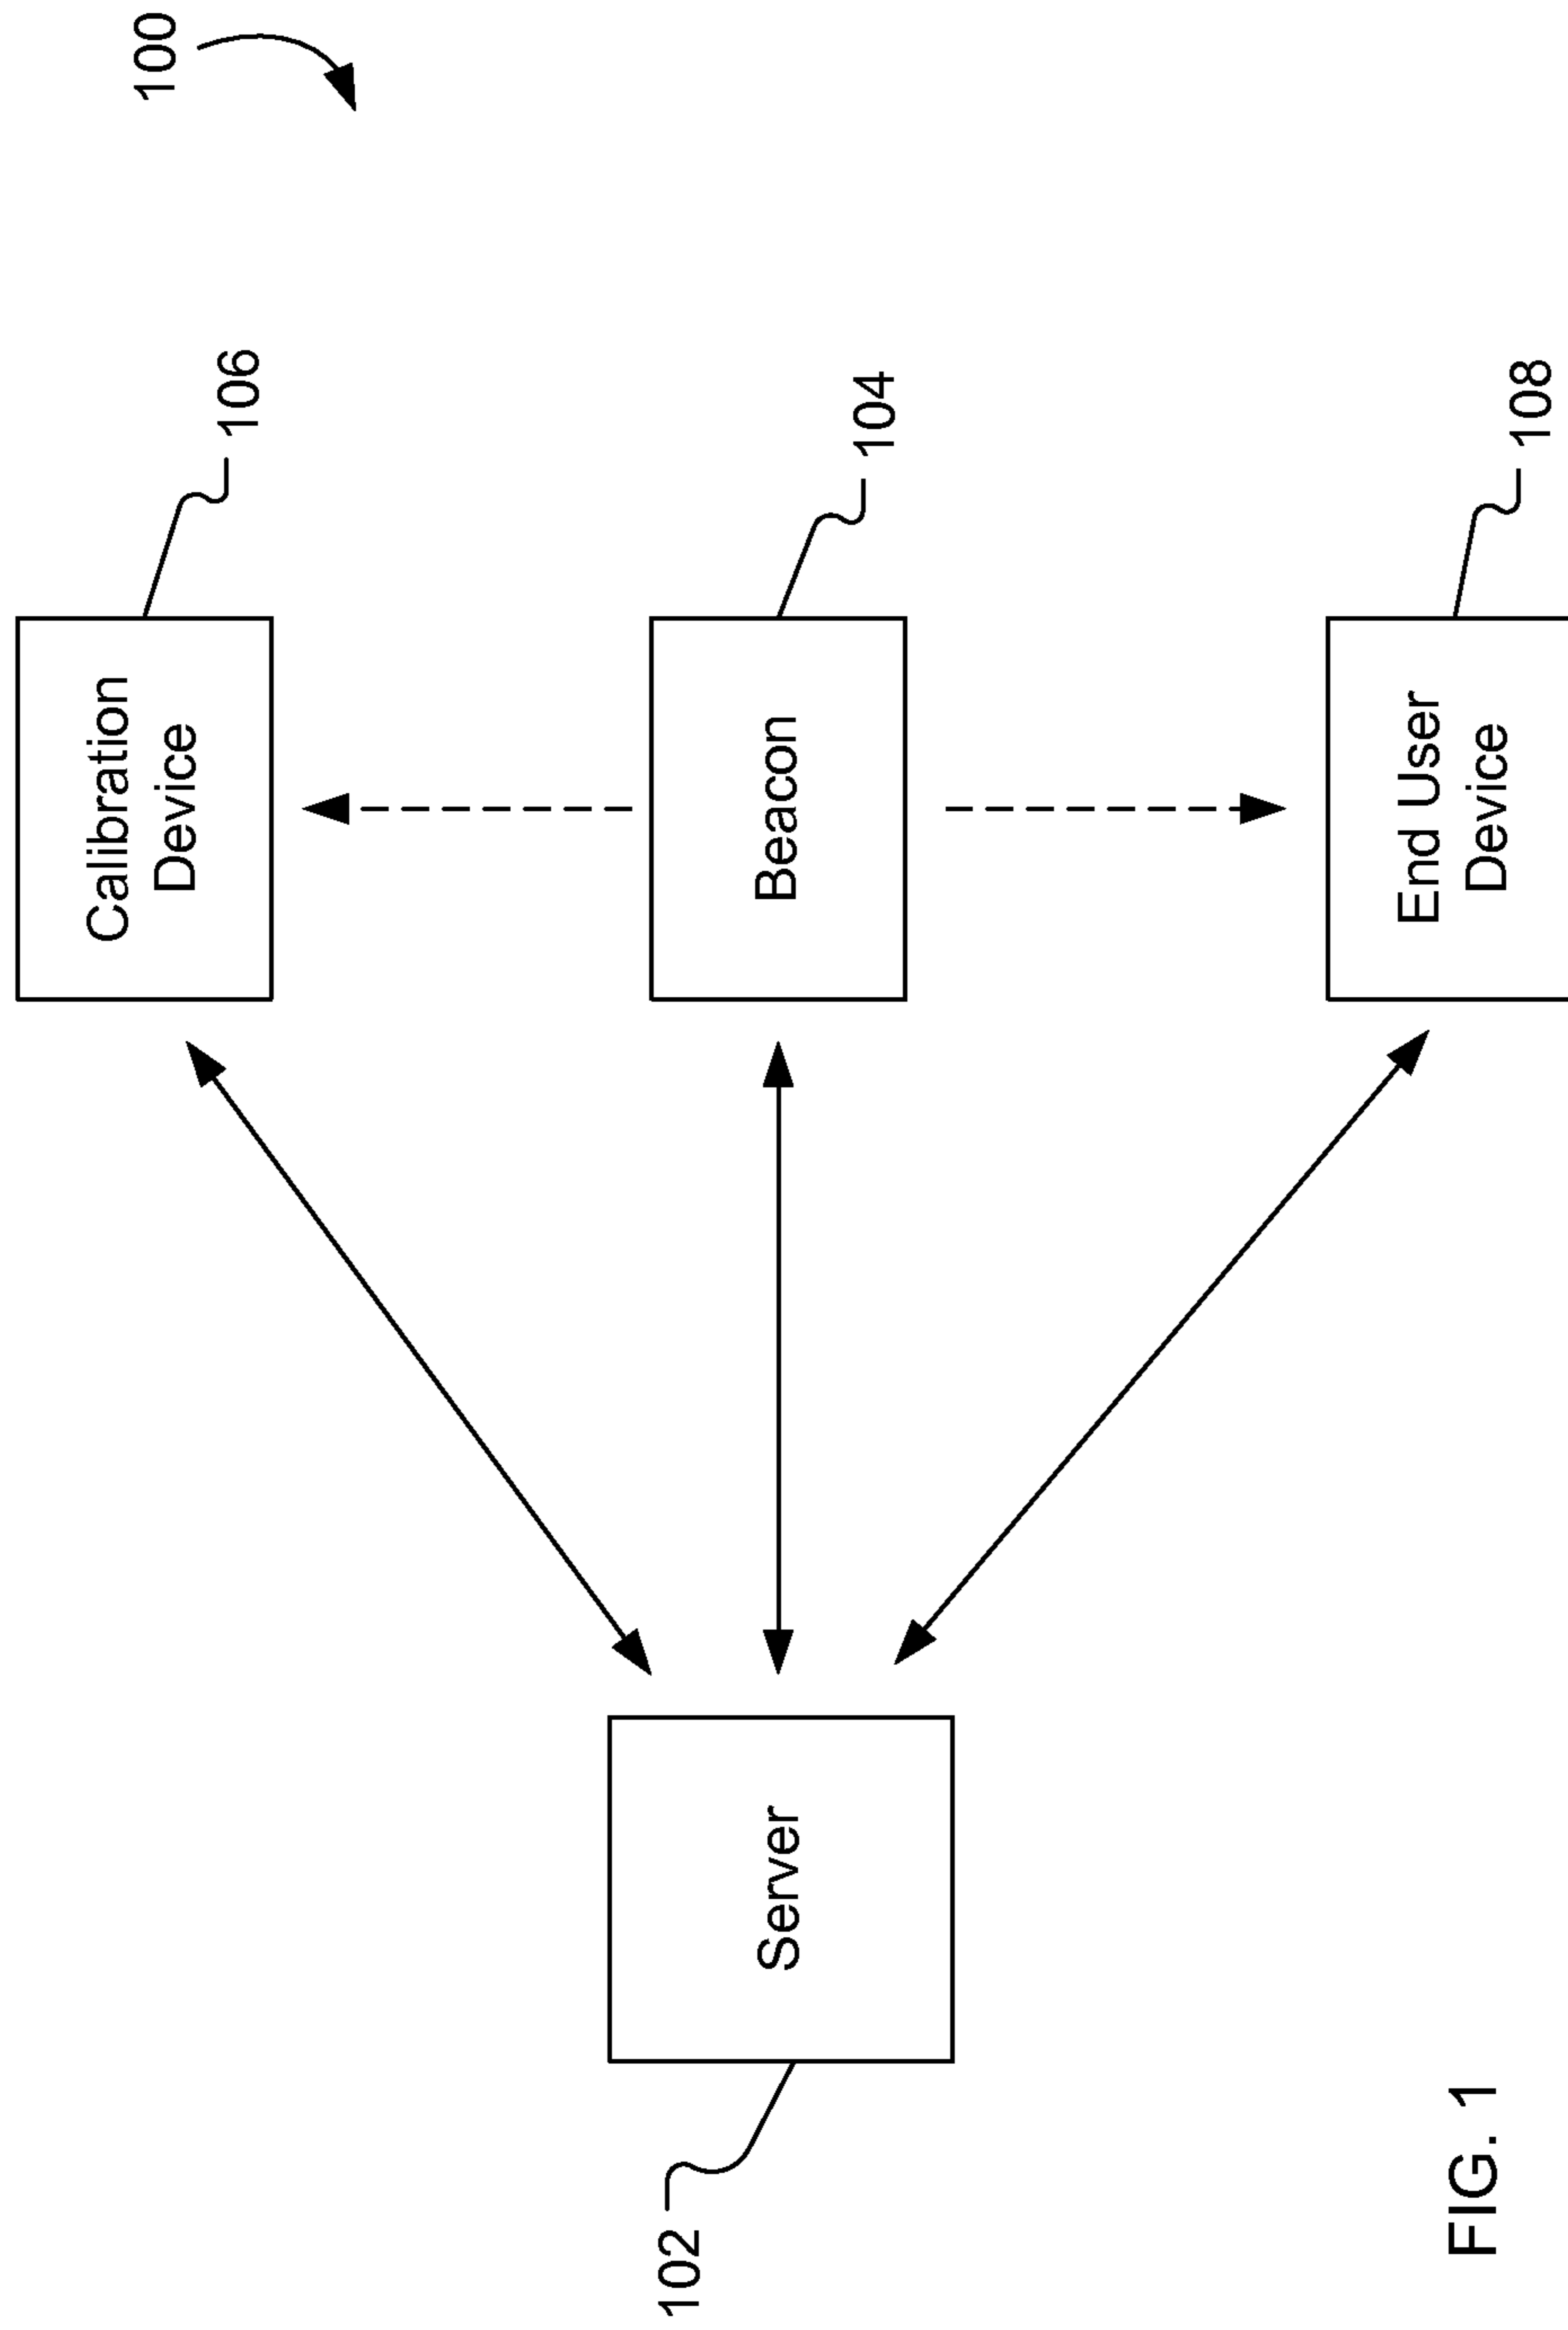 100
Calibration
Device
106
Beacon
104
Server
102
End User
Device
108
FIG. 1